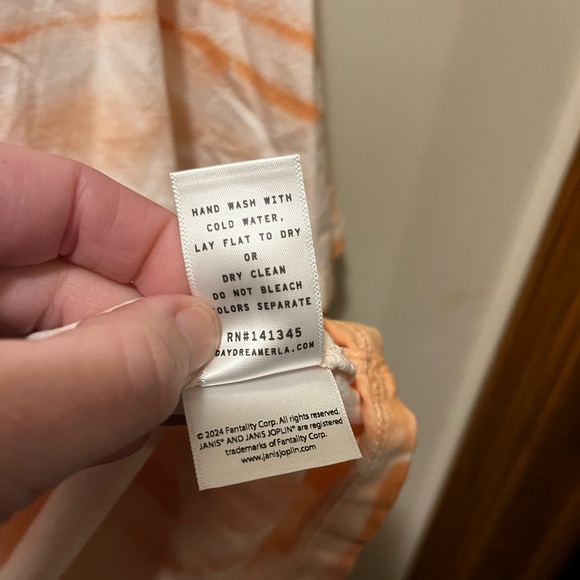 HAND WASH WITH
COLD WATER.
LAY FLAT TO DRY
OR
DRY CLEAN
DO NOT BLEACH
COLORS SEPARATE
RN#141345
DAYDREAMERLA.COM
© 2024 Fantality Corp. All rights reserved.
JANIS® AND JANIS JOPLIN® are registered
trademarks of Fantality Corp.
www.janisjoplin.com